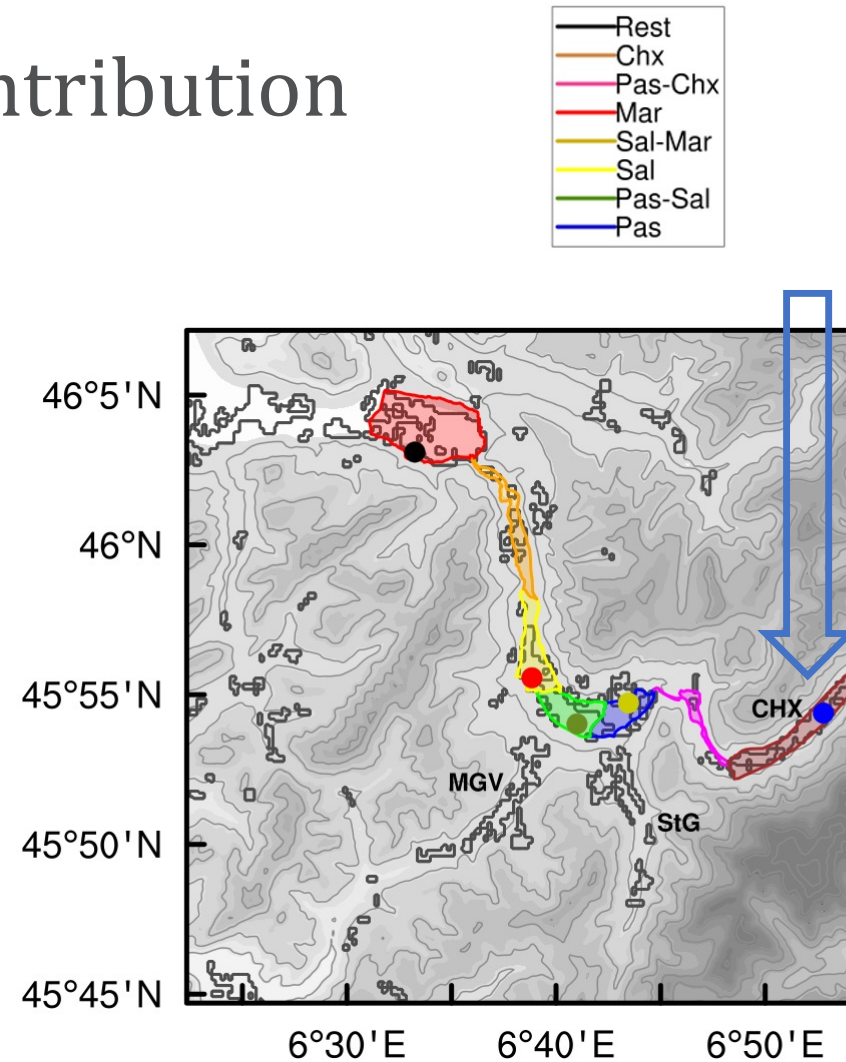 ntribution
Rest
Chx
Pas-Chx
Mar
Sal-Mar
Sal
Pas-Sal
Pas
46°5'N
46°N
45°55'N
45°50'N
45°45'N
CHX
MGV
StG
6°30'E
6°40'E
6°50'E